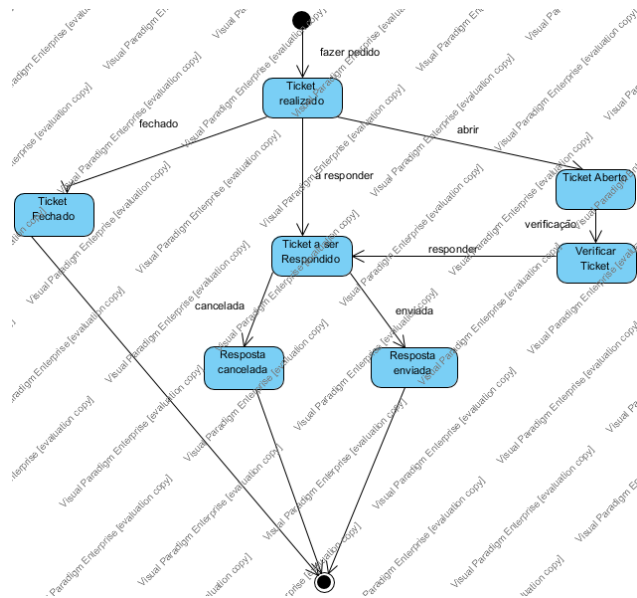 fazer pedido
Ticket
realizado
fechado
a responder
abrir
Ticket
Fechado
Ticket Aberto
verificação
Ticket a ser
Respondido
responder
Verificar
Ticket
cancelada
enviada
Resposta
cancelada
Resposta
enviada
Visual Paradigm Enterprise [evaluation copy]